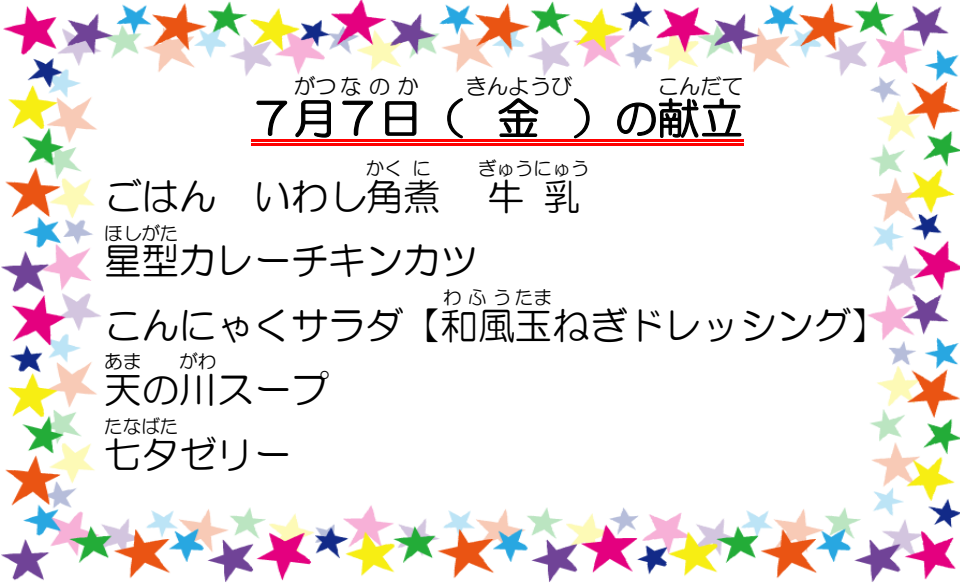 ７月７日（金）の献立
ごはん　いわし角煮　牛乳
星型カレーチキンカツ
こんにゃくサラダ【和風玉ねぎドレッシング】
天の川スープ
七夕ゼリー